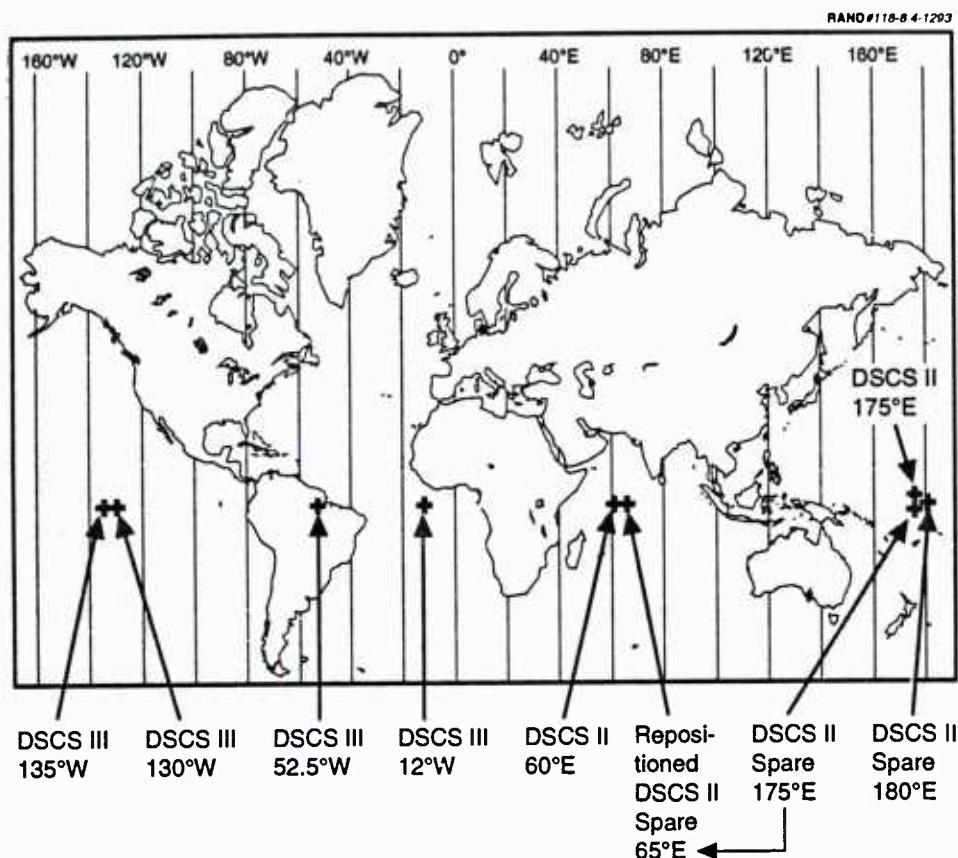 RAND#118-8 4-1293
160°W 120°W 80°W 40°W 0° 40°E 80°E 120°E 160°E
DSCS II
175°E
DSCS III
135°W
DSCS III
130°W
DSCS III
52.5°W
DSCS III
12°W
DSCS II
60°E
Reposi-
tioned
DSCS II
Spare
65°E
DSCS II
Spare
175°E
DSCS II
Spare
180°E